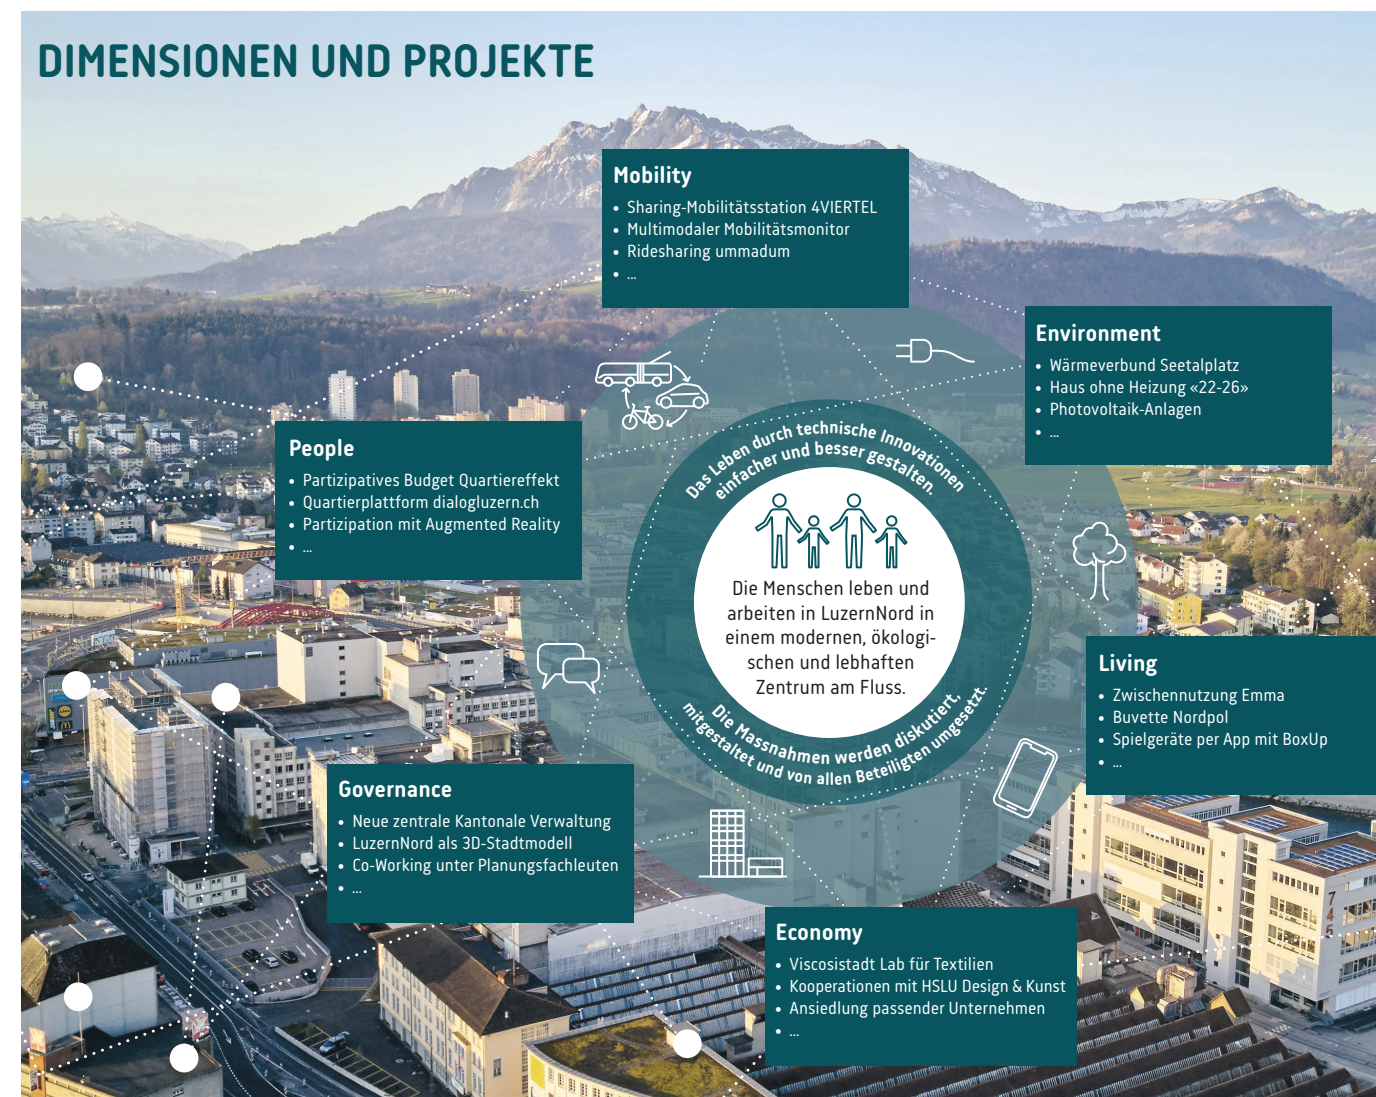 DIMENSIONEN UND PROJEKTE
Mobility
• Sharing-Mobilitätsstation 4VIERTEL
• Multimodaler Mobilitätsmonitor
• Ridesharing ummadum
• ...
Environment
• Wärmeverbund Seetalplatz
• Haus ohne Heizung «22-26»
• Photovoltaik-Anlagen
• ...
People
• Partizipatives Budget Quartiereffekt
• Quartierplattform dialogluzern.ch
• Partizipation mit Augmented Reality
• ...
Das Leben durch technische Innovationen
einfacher und besser gestalten.
Die Menschen leben und
arbeiten in LuzernNord in
einem modernen, ökologi-
schen und lebhaften
Zentrum am Fluss.
Die Massnahmen werden diskutiert,
mitgestaltet und von allen Beteiligten umgesetzt.
Living
• Zwischennutzung Emma
• Buvette Nordpol
• Spielgeräte per App mit BoxUp
• ...
Governance
• Neue zentrale Kantonale Verwaltung
• LuzernNord als 3D-Stadtmodell
• Co-Working unter Planungsfachleuten
• ...
Economy
• Viscosistadt Lab für Textilien
• Kooperationen mit HSLU Design & Kunst
• Ansiedlung passender Unternehmen
• ...
745